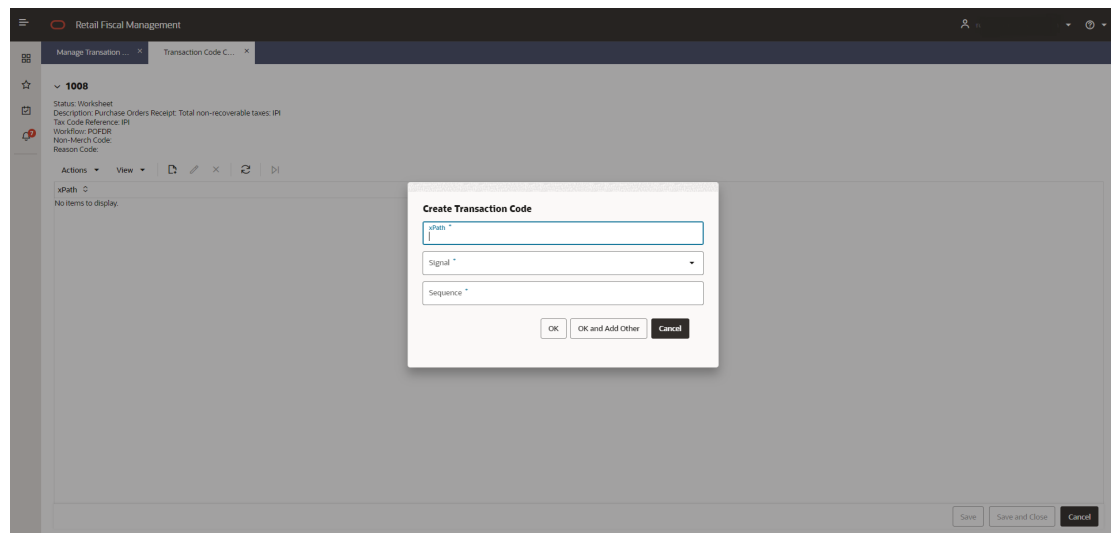 Retail Fiscal Management
Manage Transation ... ×
Transaction Code C... ×
7
1008
Status: Worksheet
Description: Purchase Orders Receipt: Total non-recoverable taxes: IPI
Tax Code Reference: IPI
Workflow: POFDR
Non-Merch Code:
Reason Code:
Actions View
xPath
No items to display.
Create Transaction Code
xPath *
Signal *
Sequence *
OK OK and Add Other Cancel
Save Save and Close Cancel